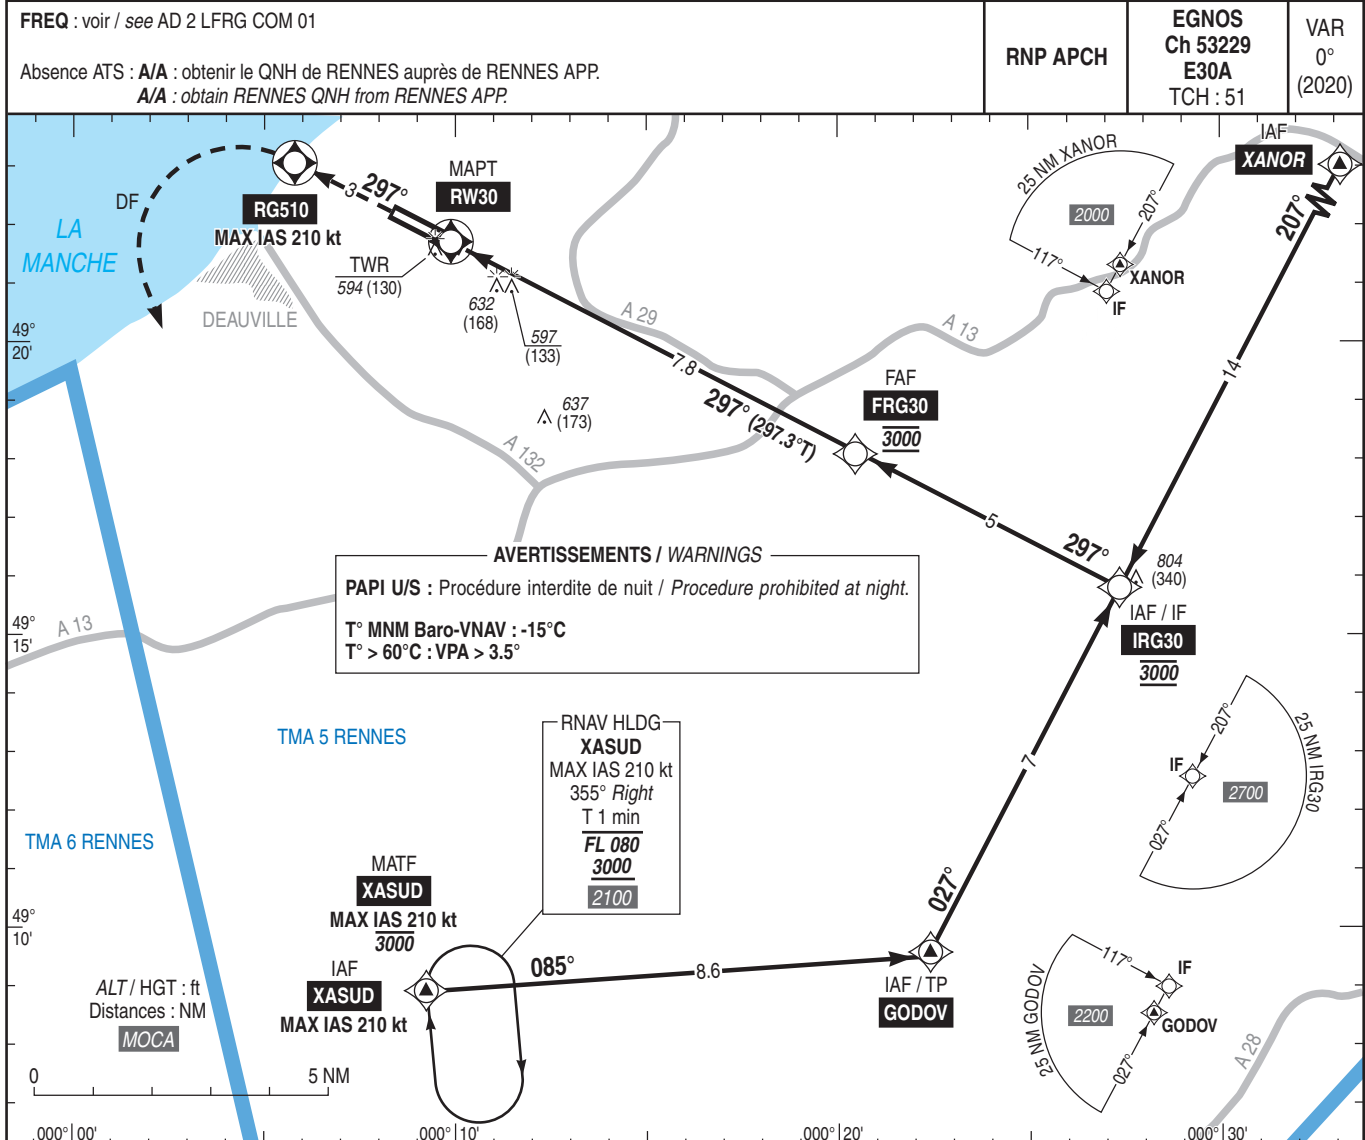 FREQ : voir / see AD 2 LFRG COM 01
Absence ATS : A/A : obtenir le QNH de RENNES auprès de RENNES APP.
A/A : obtain RENNES QNH from RENNES APP.
RNP APCH
EGNOS
Ch 53229
E30A
TCH : 51
VAR
0°
(2020)
IAF
XANOR
207°
14
25 NM XANOR
2000
207°
117°
XANOR
IF
MAPT
RW30
297°
3
DF
RG510
MAX IAS 210 kt
LA
MANCHE
TWR
594 (130)
632
(168)
597
(133)
DEAUVILLE
A 29
A 13
49°
20'
7.8
297° (297.3°T)
FAF
FRG30
3000
637
(173)
A 132
5
297°
804
(340)
IAF / IF
IRG30
3000
AVERTISSEMENTS / WARNINGS
PAPI U/S : Procédure interdite de nuit / Procedure prohibited at night.
T° MNM Baro-VNAV : -15°C
T° > 60°C : VPA > 3.5°
A 13
49°
15'
TMA 5 RENNES
TMA 6 RENNES
RNAV HLDG
XASUD
MAX IAS 210 kt
355° Right
T 1 min
FL 080
3000
2100
7
207°
IF
25 NM IRG30
2700
027°
MATF
XASUD
MAX IAS 210 kt
3000
49°
10'
027°
IAF
XASUD
MAX IAS 210 kt
085°
8.6
IAF / TP
GODOV
117°
IF
25 NM GODOV
2200
GODOV
027°
A 28
ALT / HGT : ft
Distances : NM
MOCA
0
5 NM
000° 00'
000° 10'
000° 20'
000° 30'